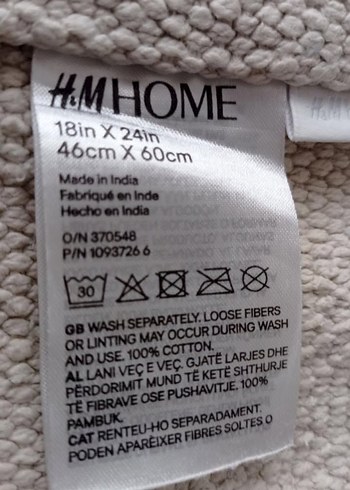 H&M HOME
18in X 24in
46cm X 60cm
Made in India
Fabriqué en Inde
Hecho en India
O/N 370548
P/N 1093726 6
30
GB WASH SEPARATELY. LOOSE FIBERS
OR LINTING MAY OCCUR DURING WASH
AND USE. 100% COTTON.
AL LANI VEÇ E VEÇ. GJATË LARJES DHE
PËRDORIMIT MUND TË KETË SHTHURJE
TË FIBRAVE OSE PUSHAVITJE. 100%
PAMBUK.
CAT RENTEU-HO SEPARADAMENT.
PODEN APARÈIXER FIBRES SOLTES O